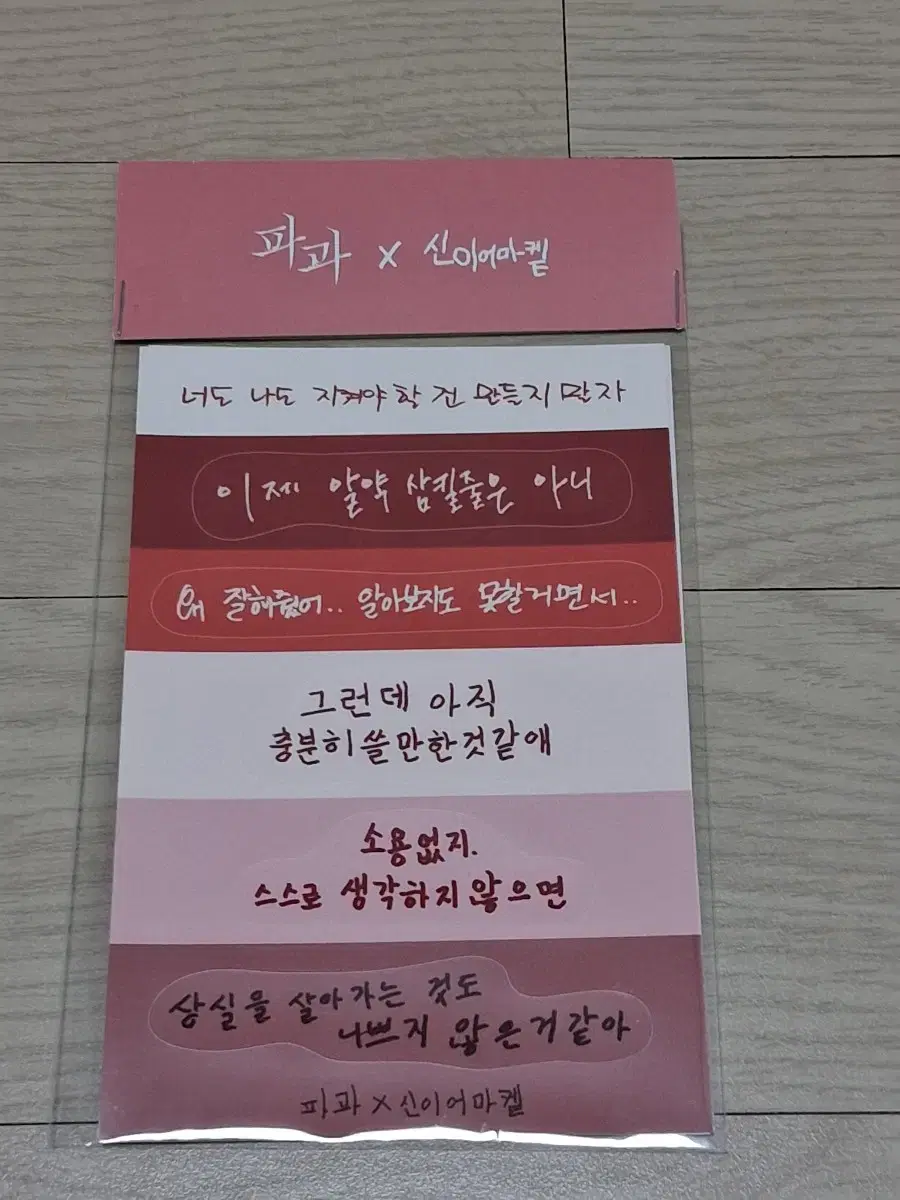 파과 X 신이어마켙
너도 나도 지켜야 할 건 만들지 말자
이제 알약 삼킬줄은 아니
왜 잘해줬어.. 알아보지도 못할거면서..
그런데 아직
충분히 쓸만한것같애
소용없지.
스스로 생각하지 않으면
상실을 살아가는 것도
나쁘지 않은거같아
파과 X 신이어마켙